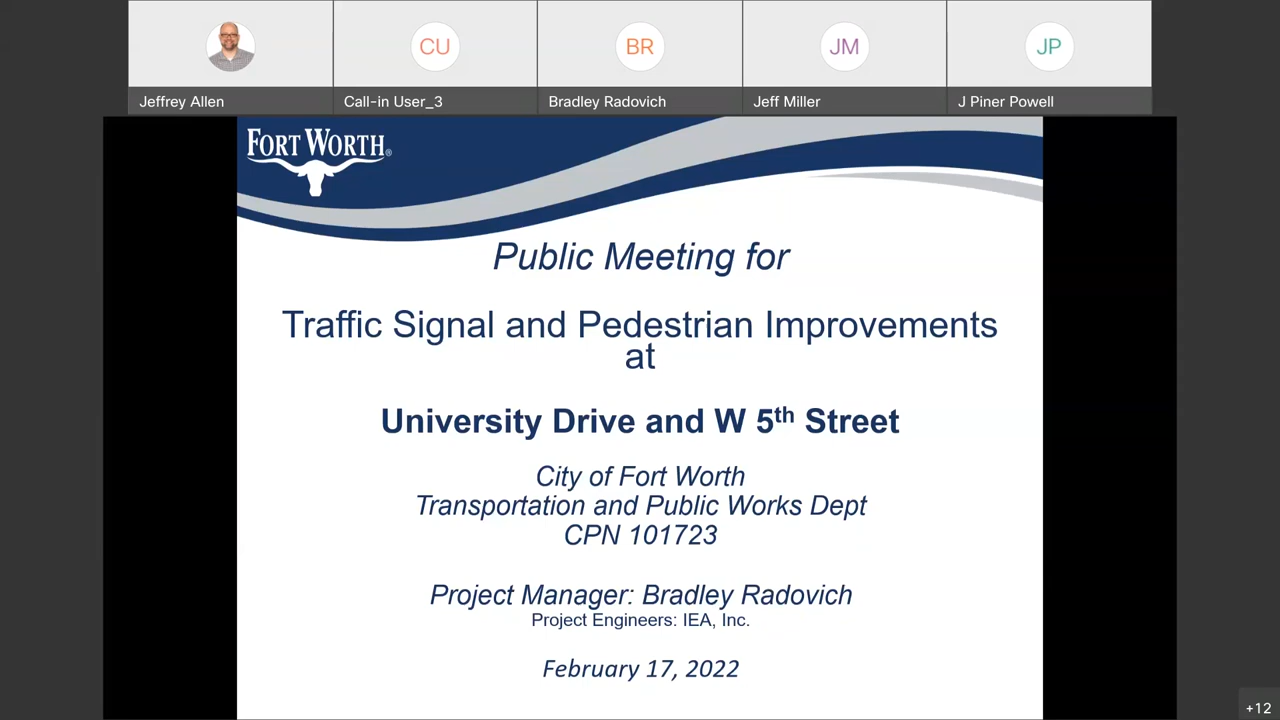 CU
BR
JM
JP
Jeffrey Allen
Call-in User_3
Bradley Radovich
Jeff Miller
J Piner Powell
FORT WORTH®
Public Meeting for
Traffic Signal and Pedestrian Improvements
at
University Drive and W 5th Street
City of Fort Worth
Transportation and Public Works Dept
CPN 101723
Project Manager: Bradley Radovich
Project Engineers: IEA, Inc.
February 17, 2022
+12